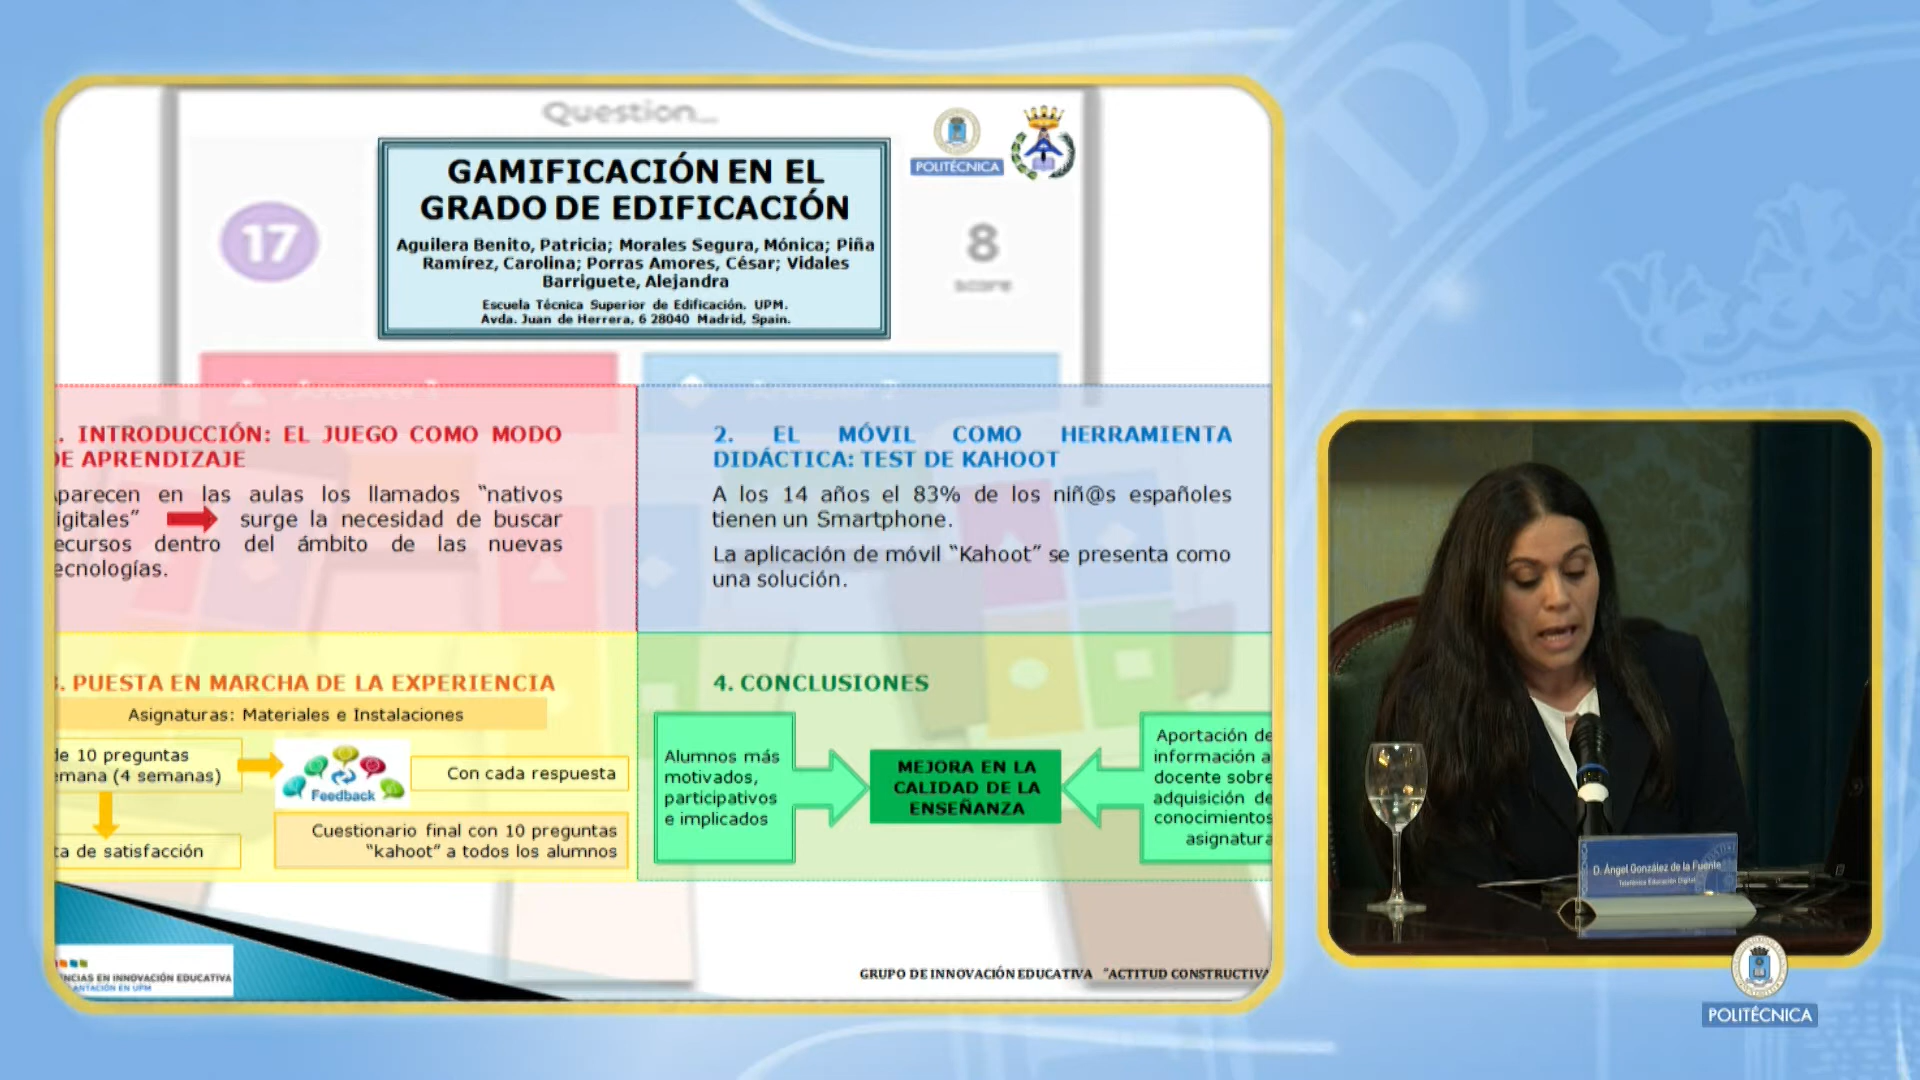 Question...
POLITÉCNICA
GAMIFICACIÓN EN EL
GRADO DE EDIFICACIÓN
Aguilera Benito, Patricia; Morales Segura, Mónica; Piña
Ramírez, Carolina; Porras Amores, César; Vidales
Barriguete, Alejandra
Escuela Técnica Superior de Edificación. UPM.
Avda. Juan de Herrera, 6 28040 Madrid, Spain.
17
8
score
. INTRODUCCIÓN: EL JUEGO COMO MODO
DE APRENDIZAJE
parecen en las aulas los llamados “nativos
igitales” surge la necesidad de buscar
ecursos dentro del ámbito de las nuevas
ecnologías.
2. EL MÓVIL COMO HERRAMIENTA
DIDÁCTICA: TEST DE KAHOOT
A los 14 años el 83% de los niñ@s españoles
tienen un Smartphone.
La aplicación de móvil “Kahoot” se presenta como
una solución.
. PUESTA EN MARCHA DE LA EXPERIENCIA
Asignaturas: Materiales e Instalaciones
de 10 preguntas
emana (4 semanas)
Feedback
Con cada respuesta
ta de satisfacción
Cuestionario final con 10 preguntas
“kahoot” a todos los alumnos
4. CONCLUSIONES
Alumnos más
motivados,
participativos
e implicados
MEJORA EN LA
CALIDAD DE LA
ENSEÑANZA
Aportación de
información a
docente sobre
adquisición de
conocimientos
asignatura
NCIAS EN INNOVACIÓN EDUCATIVA
ANTACIÓN EN UPM
GRUPO DE INNOVACIÓN EDUCATIVA “ACTITUD CONSTRUCTIVA
D. Ángel González de la Fuente
Telefónica Educación Digital
POLITÉCNICA